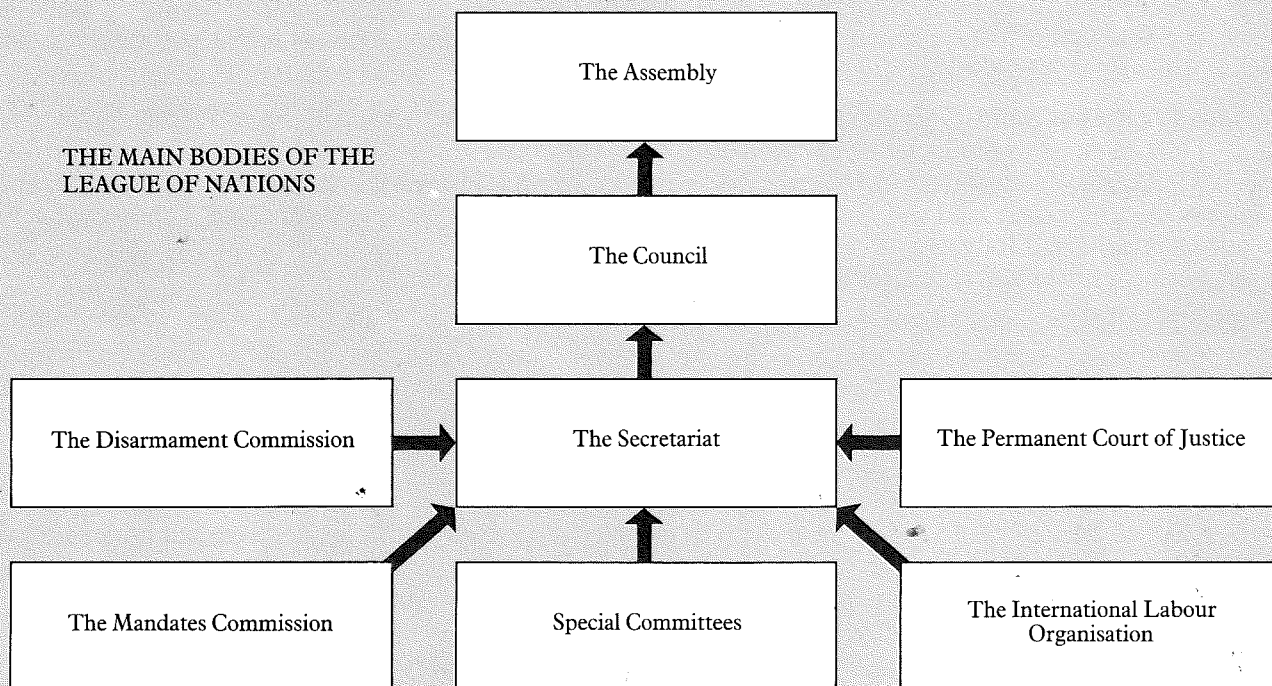 The Assembly
THE MAIN BODIES OF THE
LEAGUE OF NATIONS
The Council
The Disarmament Commission
The Secretariat
The Permanent Court of Justice
The Mandates Commission
Special Committees
The International Labour
Organisation